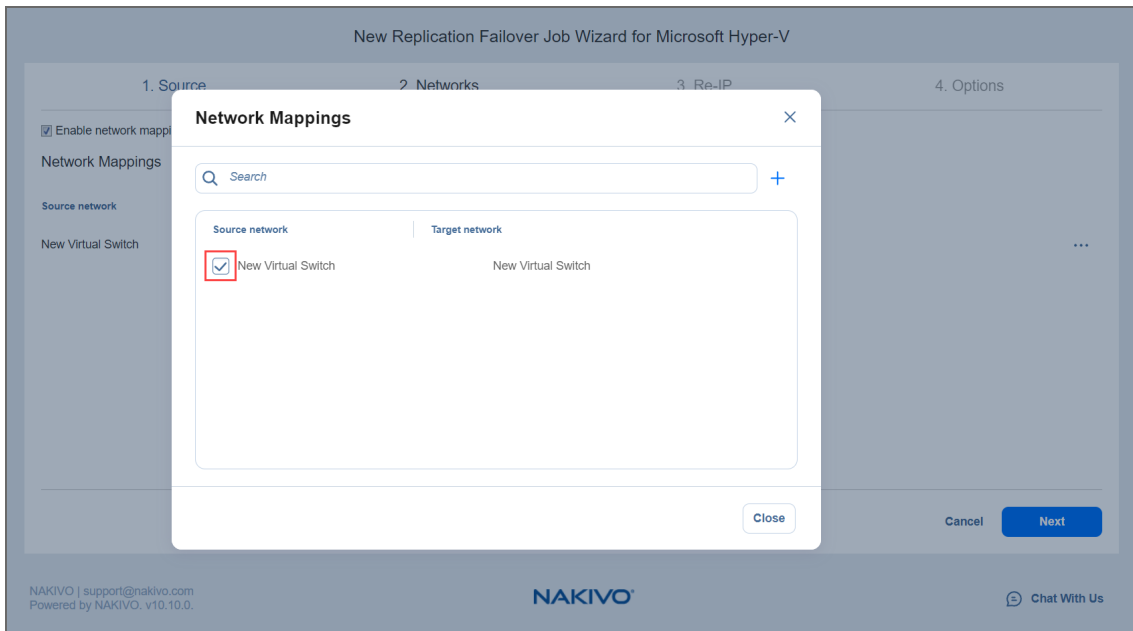 New Replication Failover Job Wizard for Microsoft Hyper-V
1. Source 2. Networks 3. Re-IP 4. Options
Enable network mappi
Network Mappings
Source network
New Virtual Switch
...
Network Mappings
Search
Source network Target network
New Virtual Switch New Virtual Switch
Close
Cancel Next
NAKIVO | support@nakivo.com
Powered by NAKIVO. v10.10.0.
NAKIVO®
Chat With Us